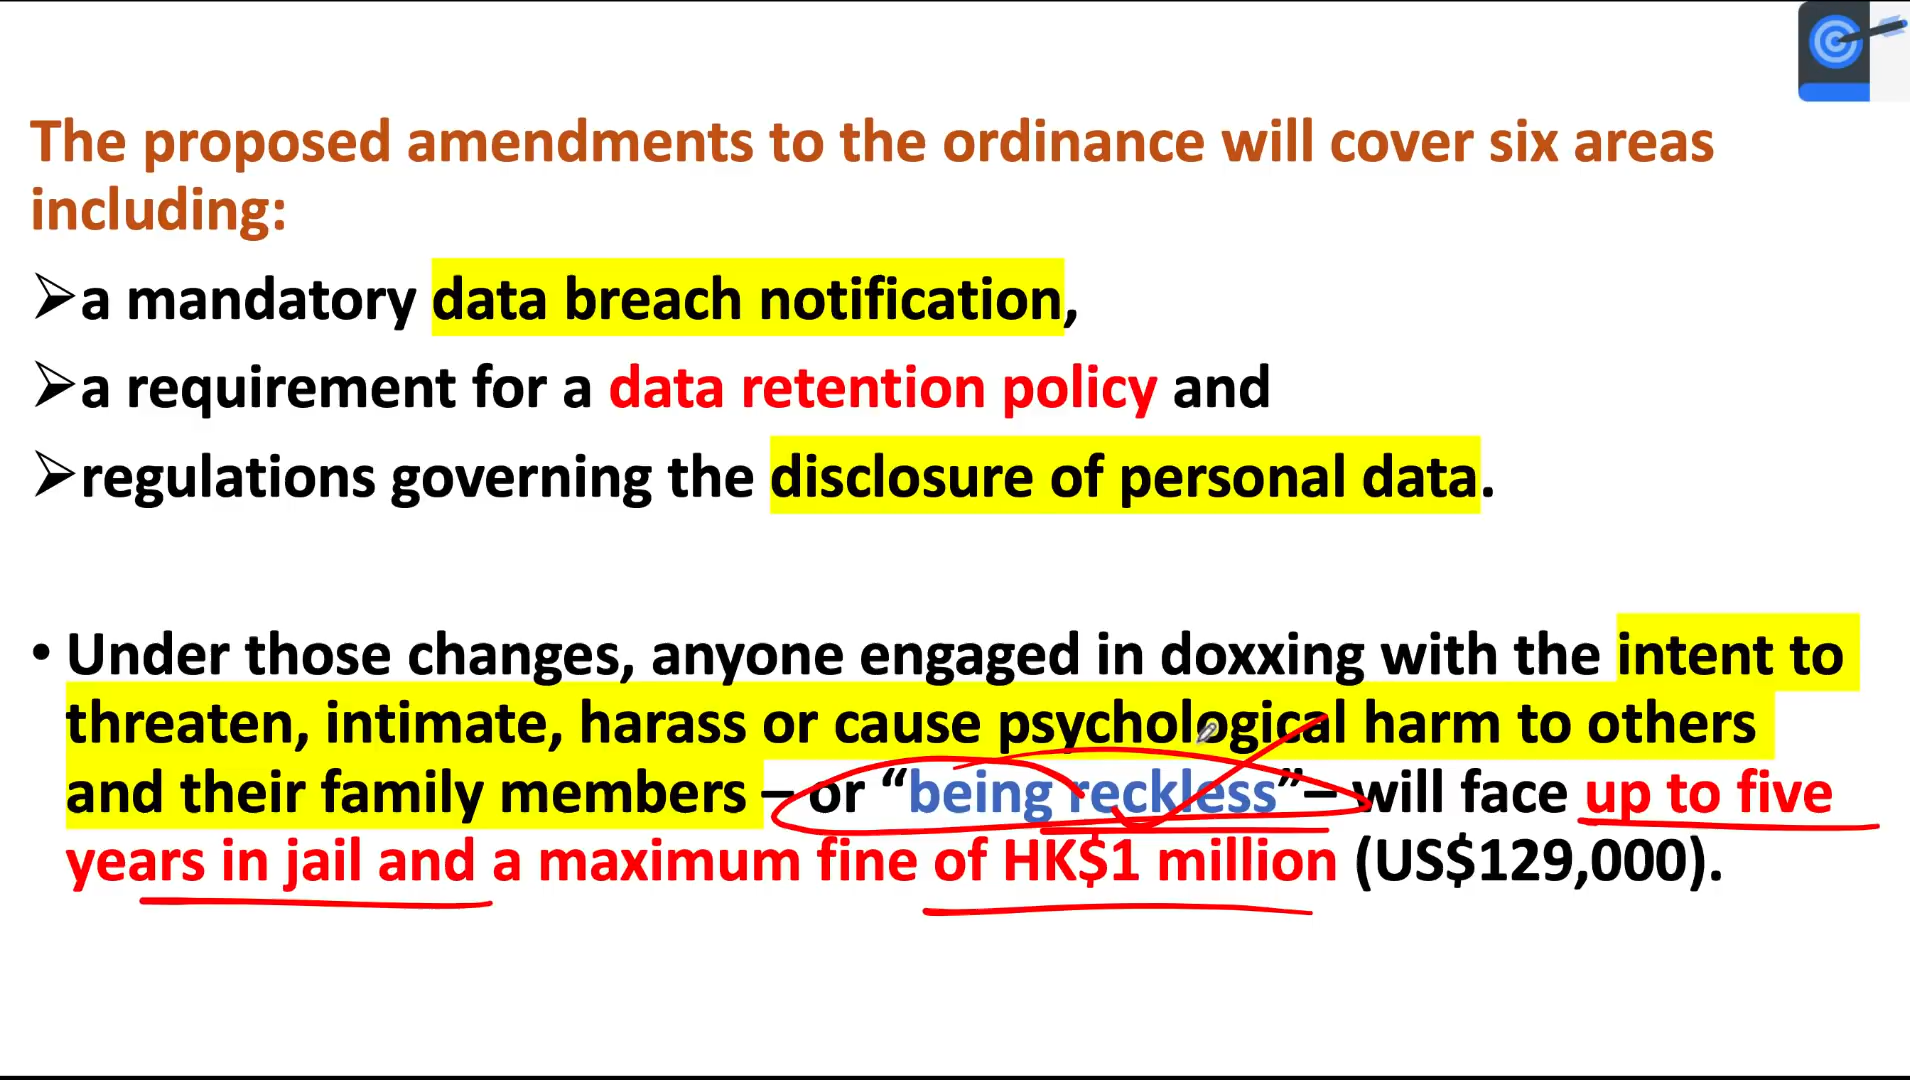 The proposed amendments to the ordinance will cover six areas
including:
➢a mandatory data breach notification,
➢a requirement for a data retention policy and
➢regulations governing the disclosure of personal data.
• Under those changes, anyone engaged in doxxing with the intent to
threaten, intimate, harass or cause psychological harm to others
and their family members – or “being reckless”– will face up to five
years in jail and a maximum fine of HK$1 million (US$129,000).